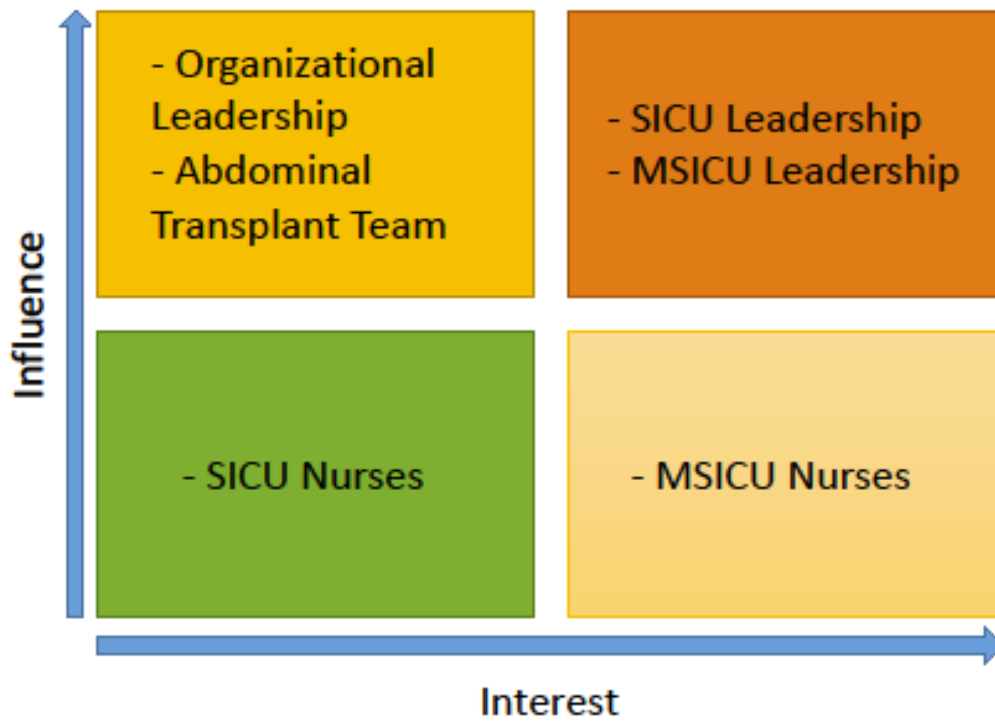 - Organizational
Leadership
- Abdominal
Transplant Team
- SICU Leadership
- MSICU Leadership
Influence
- SICU Nurses
- MSICU Nurses
Interest